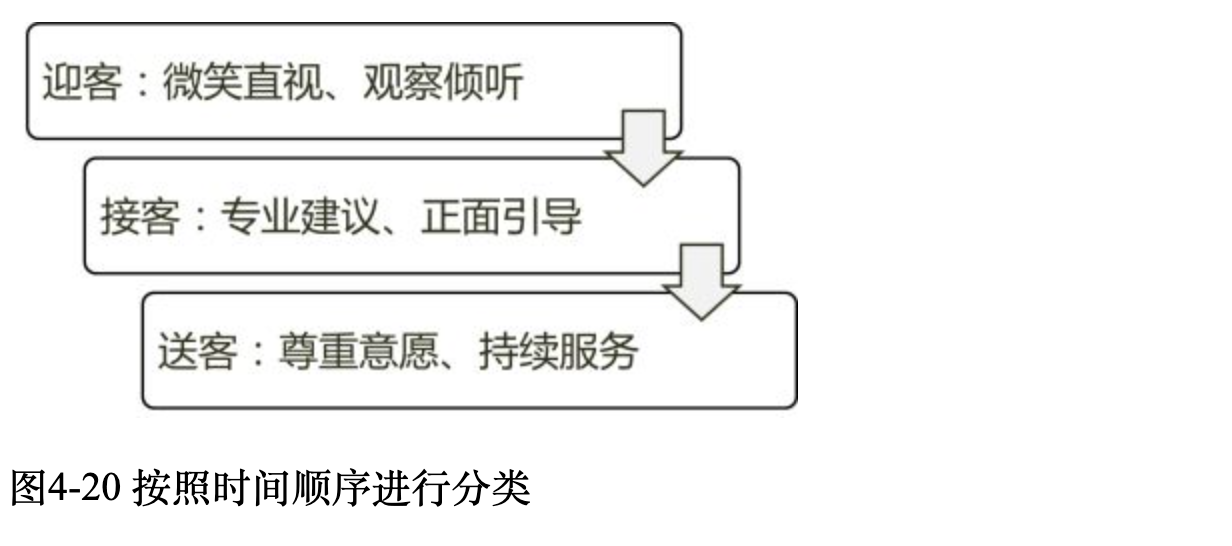 迎客：微笑直视、观察倾听
接客：专业建议、正面引导
送客：尊重意愿、持续服务
图4-20 按照时间顺序进行分类